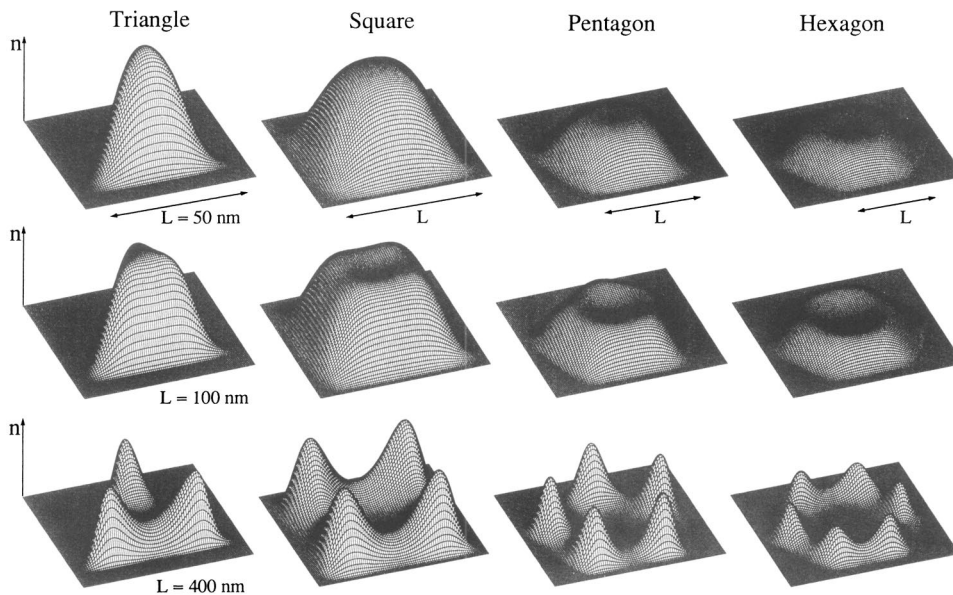 Triangle
Square
Pentagon
Hexagon
n
L = 50 nm
L
L
L
n
L = 100 nm
n
L = 400 nm